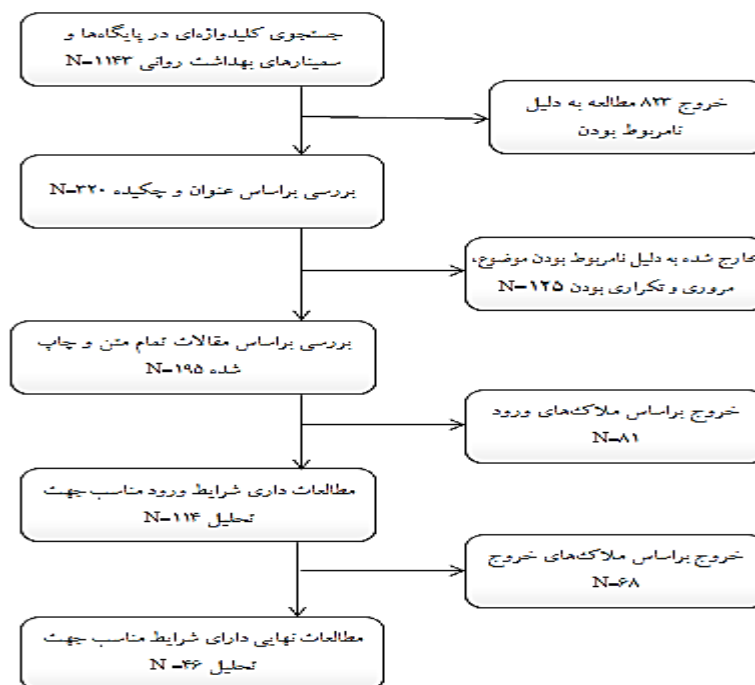 جستجوی کلیدواژه‌ای در پایگاه‌ها و
سمینارهای بهداشت روانی N=۱۱۴۳
خروج ۸۲۳ مطالعه به دلیل
نامربوط بودن
بررسی براساس عنوان و چکیده N=۳۲۰
خارج شده به دلیل نامربوط بودن موضوع،
مروری و تکراری بودن N=۱۲۵
بررسی براساس مقالات تمام متن و چاپ
شده N=۱۹۵
خروج براساس ملاک‌های ورود
N=۸۱
مطالعات داری شرایط ورود مناسب جهت
تحلیل N=۱۱۴
خروج براساس ملاک‌های خروج
N=۶۸
مطالعات نهایی دارای شرایط مناسب جهت
تحلیل N =۴۶